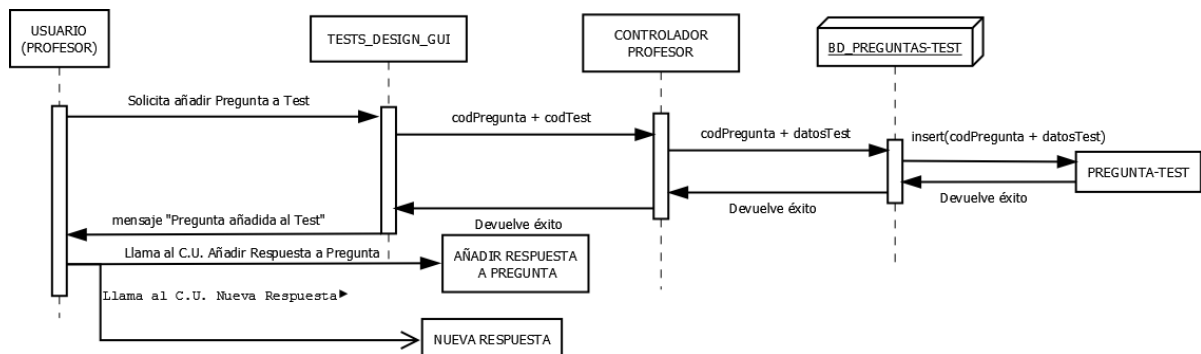 USUARIO
(PROFESOR)
TESTS_DESIGN_GUI
CONTROLADOR
PROFESOR
BD_PREGUNTAS-TEST
Solicita añadir Pregunta a Test
codPregunta + codTest
codPregunta + datosTest
insert(codPregunta + datosTest)
PREGUNTA-TEST
Devuelve éxito
Devuelve éxito
Devuelve éxito
mensaje "Pregunta añadida al Test"
Llama al C.U. Añadir Respuesta a Pregunta
AÑADIR RESPUESTA
A PREGUNTA
Llama al C.U. Nueva Respuesta
NUEVA RESPUESTA